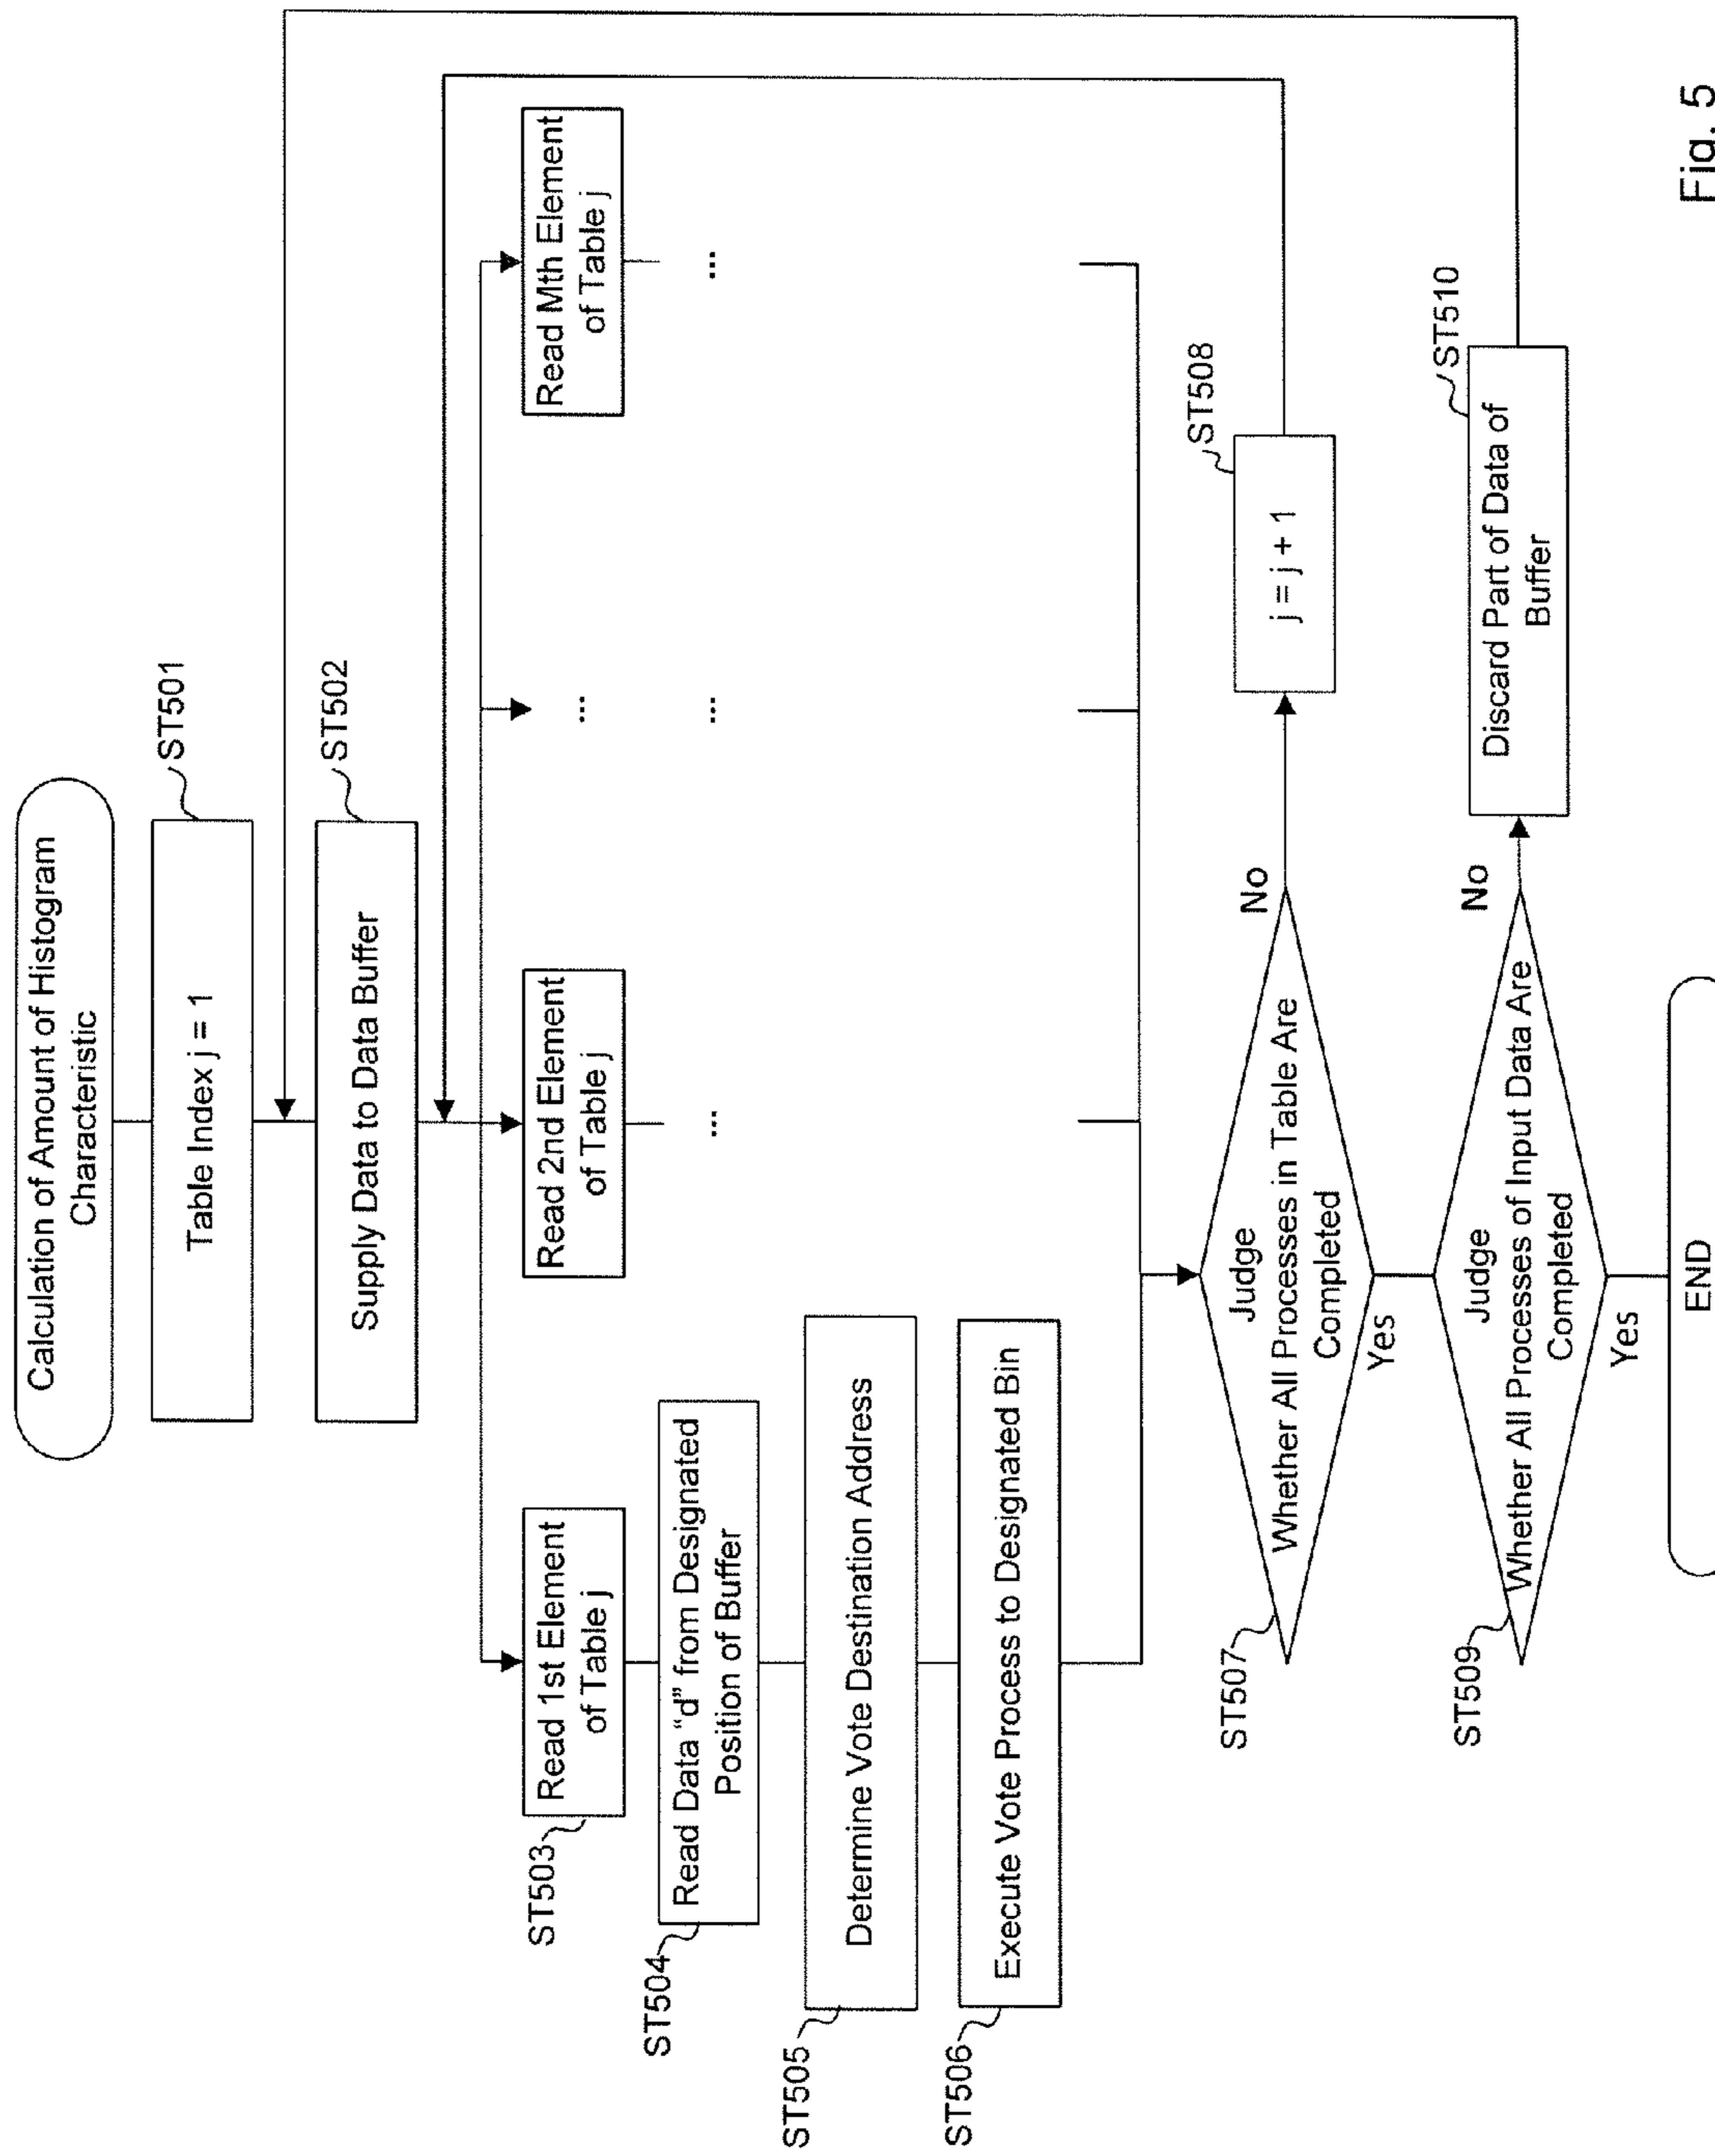 Calculation of Amount of Histogram
Characteristic
ST501
Table Index j = 1
ST502
Supply Data to Data Buffer
ST503
Read 1st Element
of Table j
Read 2nd Element
of Table j
...
Read Mth Element
of Table j
ST504
Read Data “d” from Designated
Position of Buffer
...
...
...
ST505
Determine Vote Destination Address
ST506
Execute Vote Process to Designated Bin
ST507
Judge
Whether All Processes in Table Are
Completed
No
Yes
ST508
j = j + 1
ST509
Judge
Whether All Processes of Input Data Are
Completed
No
Yes
ST510
Discard Part of Data of
Buffer
END
Fig. 5